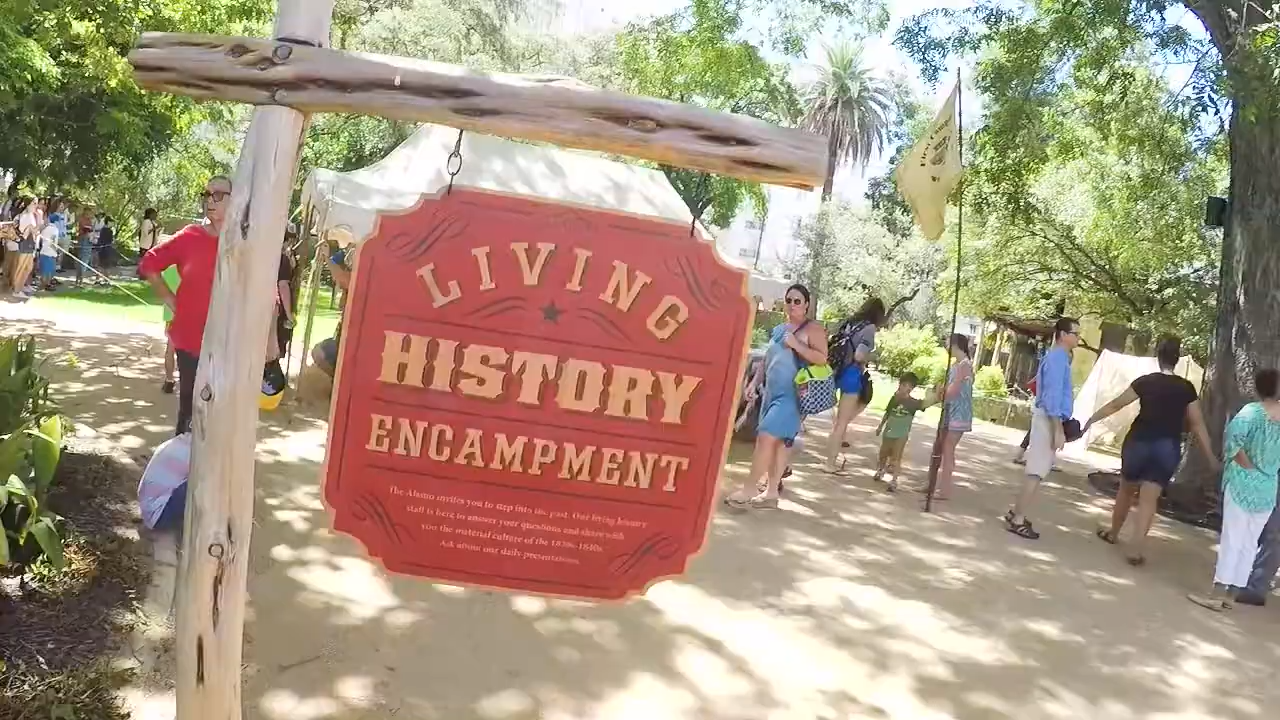 LIVING
HISTORY
ENCAMPMENT
The Alamo invites you to step into the past. Our living history
staff is here to answer your questions and share with
you the material culture of the 1820s-1840s.
Ask about our daily presentations.